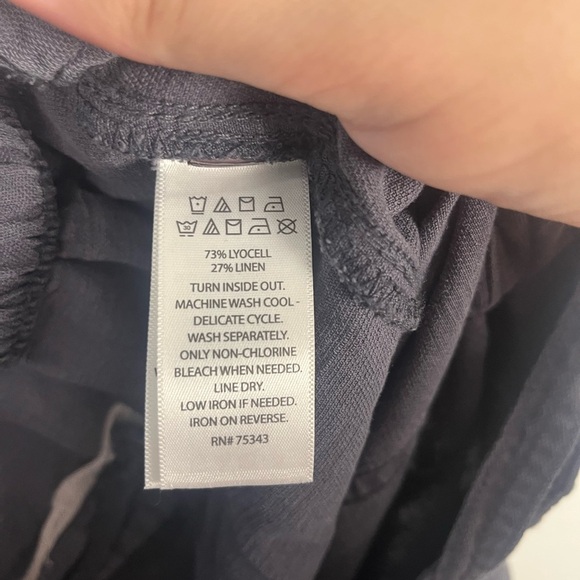 30
73% LYOCELL
27% LINEN
TURN INSIDE OUT.
MACHINE WASH COOL -
DELICATE CYCLE.
WASH SEPARATELY.
ONLY NON-CHLORINE
BLEACH WHEN NEEDED.
LINE DRY.
LOW IRON IF NEEDED.
IRON ON REVERSE.
RN# 75343